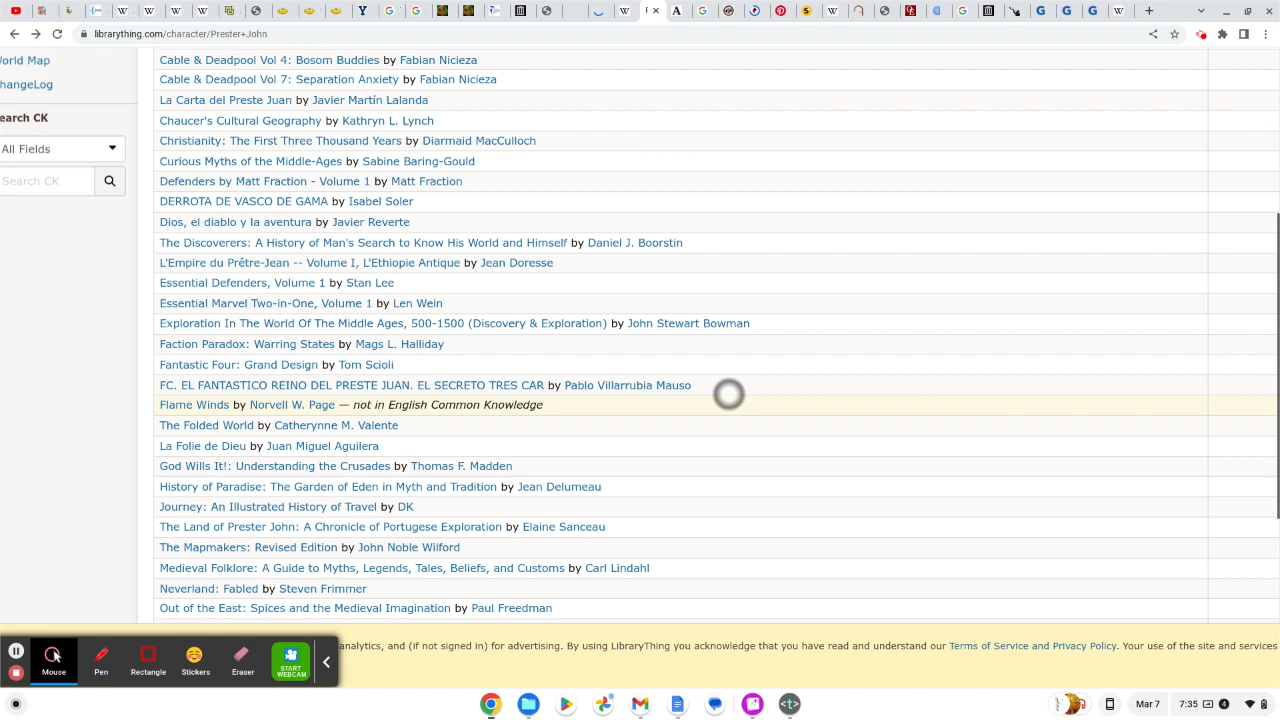 librarything.com/character/Prester+John
orld Map
hangeLog
earch CK
All Fields
Search CK
Cable & Deadpool Vol 4: Bosom Buddies by Fabian Nicieza
Cable & Deadpool Vol 7: Separation Anxiety by Fabian Nicieza
La Carta del Preste Juan by Javier Martín Lalanda
Chaucer's Cultural Geography by Kathryn L. Lynch
Christianity: The First Three Thousand Years by Diarmaid MacCulloch
Curious Myths of the Middle-Ages by Sabine Baring-Gould
Defenders by Matt Fraction - Volume 1 by Matt Fraction
DERROTA DE VASCO DE GAMA by Isabel Soler
Dios, el diablo y la aventura by Javier Reverte
The Discoverers: A History of Man's Search to Know His World and Himself by Daniel J. Boorstin
L'Empire du Prêtre-Jean -- Volume I, L'Ethiopie Antique by Jean Doresse
Essential Defenders, Volume 1 by Stan Lee
Essential Marvel Two-in-One, Volume 1 by Len Wein
Exploration In The World Of The Middle Ages, 500-1500 (Discovery & Exploration) by John Stewart Bowman
Faction Paradox: Warring States by Mags L. Halliday
Fantastic Four: Grand Design by Tom Scioli
FC. EL FANTASTICO REINO DEL PRESTE JUAN. EL SECRETO TRES CAR by Pablo Villarrubia Mauso
Flame Winds by Norvell W. Page — not in English Common Knowledge
The Folded World by Catherynne M. Valente
La Folie de Dieu by Juan Miguel Aguilera
God Wills It!: Understanding the Crusades by Thomas F. Madden
History of Paradise: The Garden of Eden in Myth and Tradition by Jean Delumeau
Journey: An Illustrated History of Travel by DK
The Land of Prester John: A Chronicle of Portugese Exploration by Elaine Sanceau
The Mapmakers: Revised Edition by John Noble Wilford
Medieval Folklore: A Guide to Myths, Legends, Tales, Beliefs, and Customs by Carl Lindahl
Neverland: Fabled by Steven Frimmer
Out of the East: Spices and the Medieval Imagination by Paul Freedman
analytics, and (if not signed in) for advertising. By using LibraryThing you acknowledge that you have read and understand our Terms of Service and Privacy Policy. Your use of the site and services
Mouse
Pen
Rectangle
Stickers
Eraser
START
WEBCAM
Mar 7
7:35
4